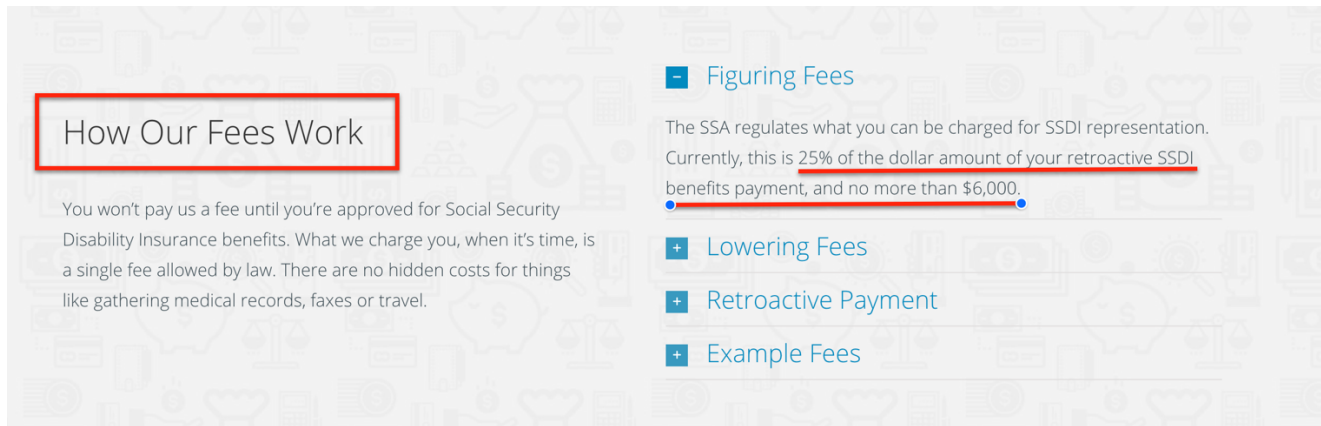 How Our Fees Work
You won’t pay us a fee until you’re approved for Social Security
Disability Insurance benefits. What we charge you, when it’s time, is
a single fee allowed by law. There are no hidden costs for things
like gathering medical records, faxes or travel.
Figuring Fees
The SSA regulates what you can be charged for SSDI representation.
Currently, this is 25% of the dollar amount of your retroactive SSDI
benefits payment, and no more than $6,000.
Lowering Fees
Retroactive Payment
Example Fees